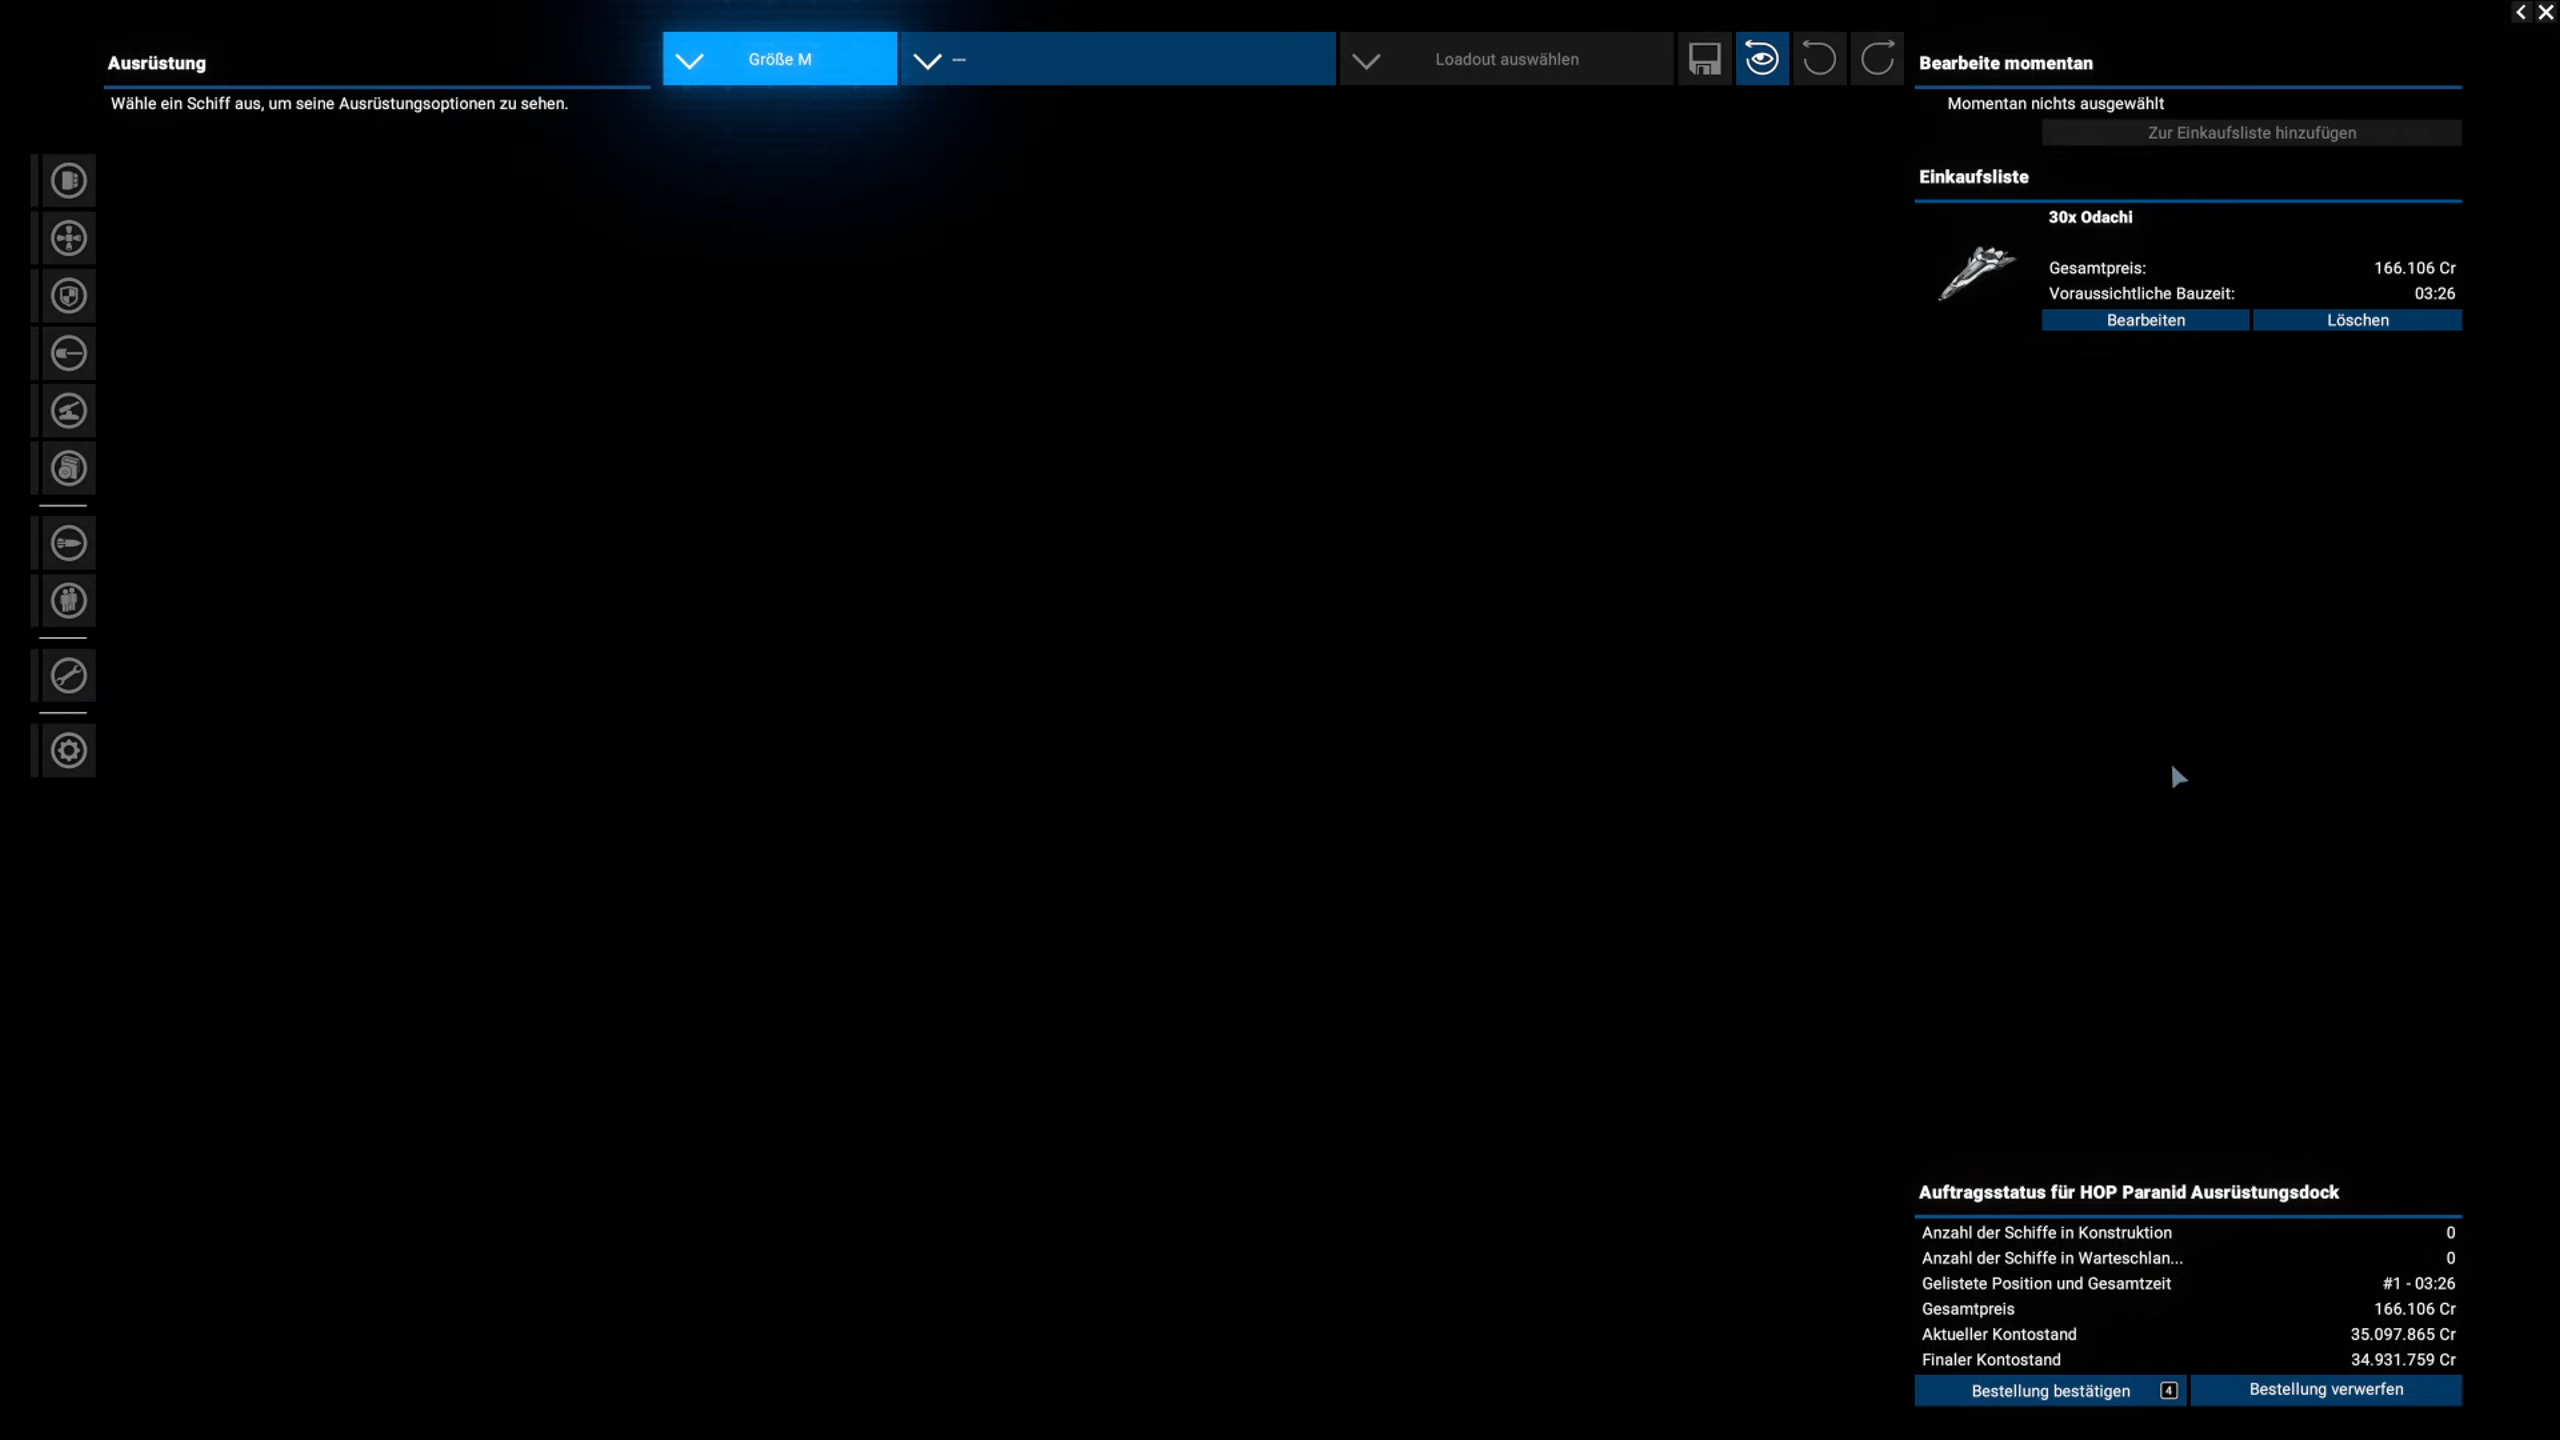 Ausrüstung
Wähle ein Schiff aus, um seine Ausrüstungsoptionen zu sehen.
Größe M
---
Loadout auswählen
Bearbeite momentan
Momentan nichts ausgewählt
Zur Einkaufsliste hinzufügen
Einkaufsliste
30x Odachi
Gesamtpreis: 166.106 Cr
Voraussichtliche Bauzeit: 03:26
Bearbeiten Löschen
Auftragsstatus für HOP Paranid Ausrüstungsdock
Anzahl der Schiffe in Konstruktion 0
Anzahl der Schiffe in Warteschlan... 0
Gelistete Position und Gesamtzeit #1 - 03:26
Gesamtpreis 166.106 Cr
Aktueller Kontostand 35.097.865 Cr
Finaler Kontostand 34.931.759 Cr
Bestellung bestätigen 4 Bestellung verwerfen